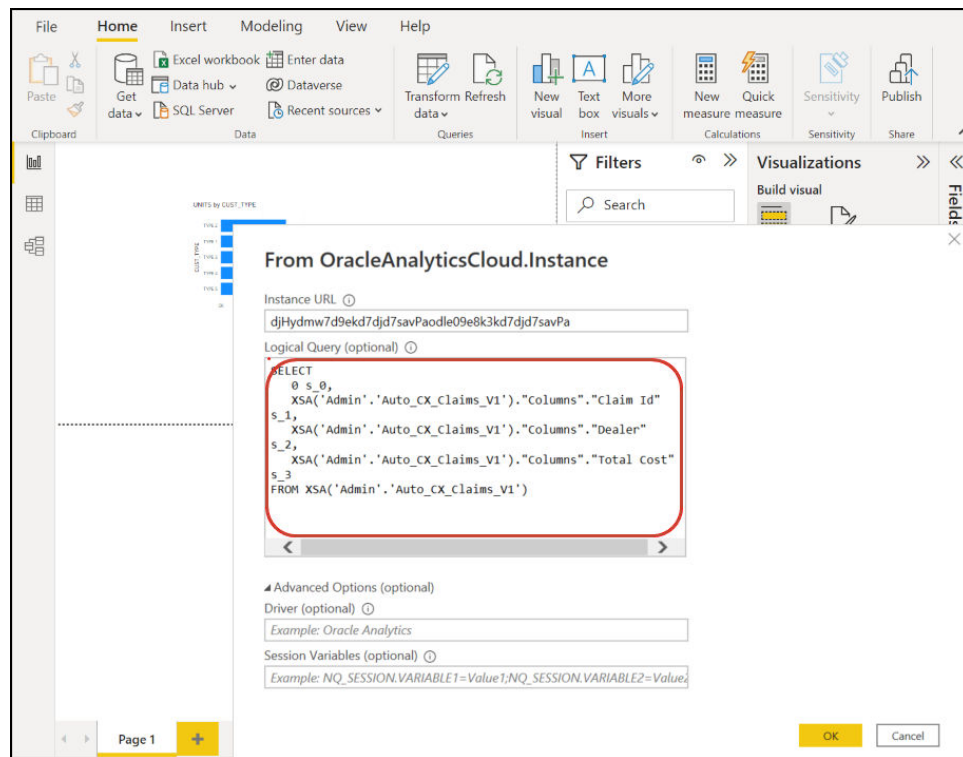 File Home Insert Modeling View Help
Paste
Clipboard
Get data
Excel workbook
Data hub
SQL Server
Enter data
Dataverse
Recent sources
Data
Transform data
Refresh
Queries
New visual
Text box
More visuals
Insert
New measure
Quick measure
Calculations
Sensitivity
Sensitivity
Publish
Share
UNITS by CUST_TYPE
CUST_TYPE
Filters
Search
Visualizations
Build visual
Fields
From OracleAnalyticsCloud.Instance
Instance URL
djHydmw7d9ekd7djd7savPaodle09e8k3kd7djd7savPa
Logical Query (optional)
SELECT
0 s_0,
XSA('Admin'.'Auto_CX_Claims_V1')."Columns"."Claim Id"
s_1,
XSA('Admin'.'Auto_CX_Claims_V1')."Columns"."Dealer"
s_2,
XSA('Admin'.'Auto_CX_Claims_V1')."Columns"."Total Cost"
s_3
FROM XSA('Admin'.'Auto_CX_Claims_V1')
Advanced Options (optional)
Driver (optional)
Example: Oracle Analytics
Session Variables (optional)
Example: NQ_SESSION.VARIABLE1=Value1;NQ_SESSION.VARIABLE2=Value2
OK Cancel
Page 1